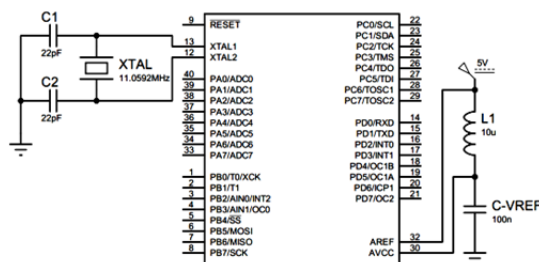 C1
22pF
XTAL
11.0592MHz
C2
22pF
9 RESET
13 XTAL1
12 XTAL2
40 PA0/ADC0
39 PA1/ADC1
38 PA2/ADC2
37 PA3/ADC3
36 PA4/ADC4
35 PA5/ADC5
34 PA6/ADC6
33 PA7/ADC7
1 PB0/T0/XCK
2 PB1/T1
3 PB2/AIN0/INT2
4 PB3/AIN1/OC0
5 PB4/SS
6 PB5/MOSI
7 PB6/MISO
8 PB7/SCK
PC0/SCL 22
PC1/SDA 23
PC2/TCK 24
PC3/TMS 25
PC4/TDO 26
PC5/TDI 27
PC6/TOSC1 28
PC7/TOSC2 29
PD0/RXD 14
PD1/TXD 15
PD2/INT0 16
PD3/INT1 17
PD4/OC1B 18
PD5/OC1A 19
PD6/ICP1 20
PD7/OC2 21
AREF 32
AVCC 30
5V
L1
10u
C-VREF
100n